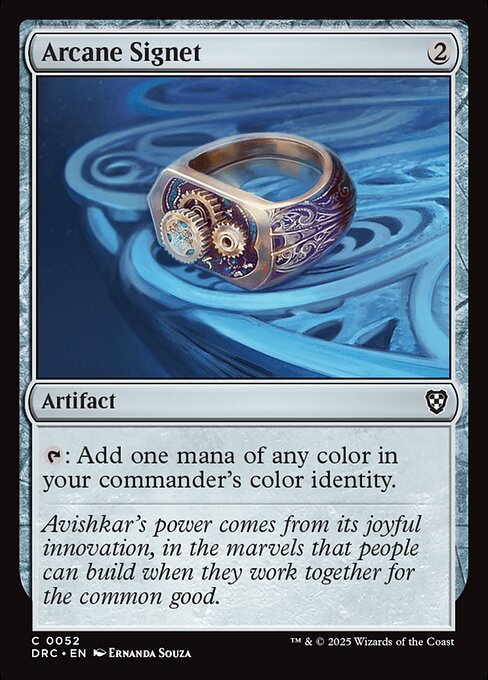 Arcane Signet 2
Artifact
: Add one mana of any color in
your commander's color identity.
Avishkar's power comes from its joyful
innovation, in the marvels that people
can build when they work together for
the common good.
C 0052
DRC • EN Ernanda Souza
™ & © 2025 Wizards of the Coast